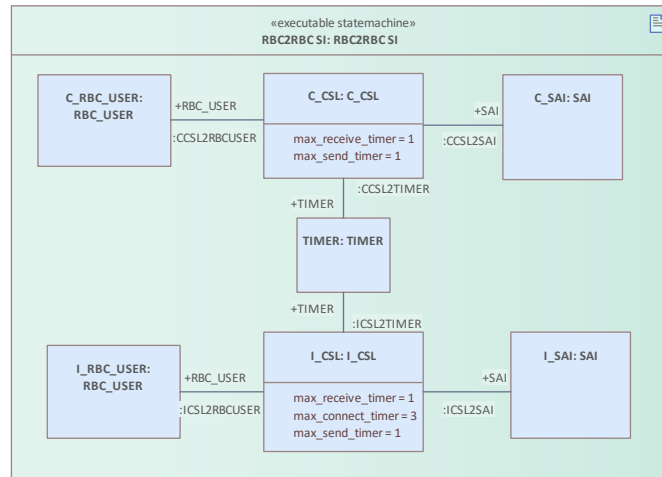 «executable statemachine»
RBC2RBC SI: RBC2RBC SI
C_RBC_USER:
RBC_USER
+RBC_USER
:CCSL2RBCUSER
C_CSL: C_CSL
max_receive_timer = 1
max_send_timer = 1
+SAI
:CCSL2SAI
C_SAI: SAI
:CCSL2TIMER
+TIMER
TIMER: TIMER
+TIMER
:ICSL2TIMER
I_RBC_USER:
RBC_USER
+RBC_USER
:ICSL2RBCUSER
I_CSL: I_CSL
max_receive_timer = 1
max_connect_timer = 3
max_send_timer = 1
+SAI
:ICSL2SAI
I_SAI: SAI